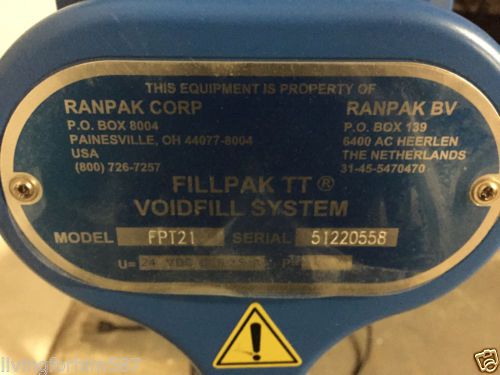 THIS EQUIPMENT IS PROPERTY OF
RANPAK CORP
P.O. BOX 8004
PAINESVILLE, OH 44077-8004
USA
(800) 726-7257
RANPAK BV
P.O. BOX 139
6400 AC HEERLEN
THE NETHERLANDS
31-45-5470470
FILLPAK TT ®
VOIDFILL SYSTEM
MODEL FPT21 SERIAL 51220558
U= 24 VDC